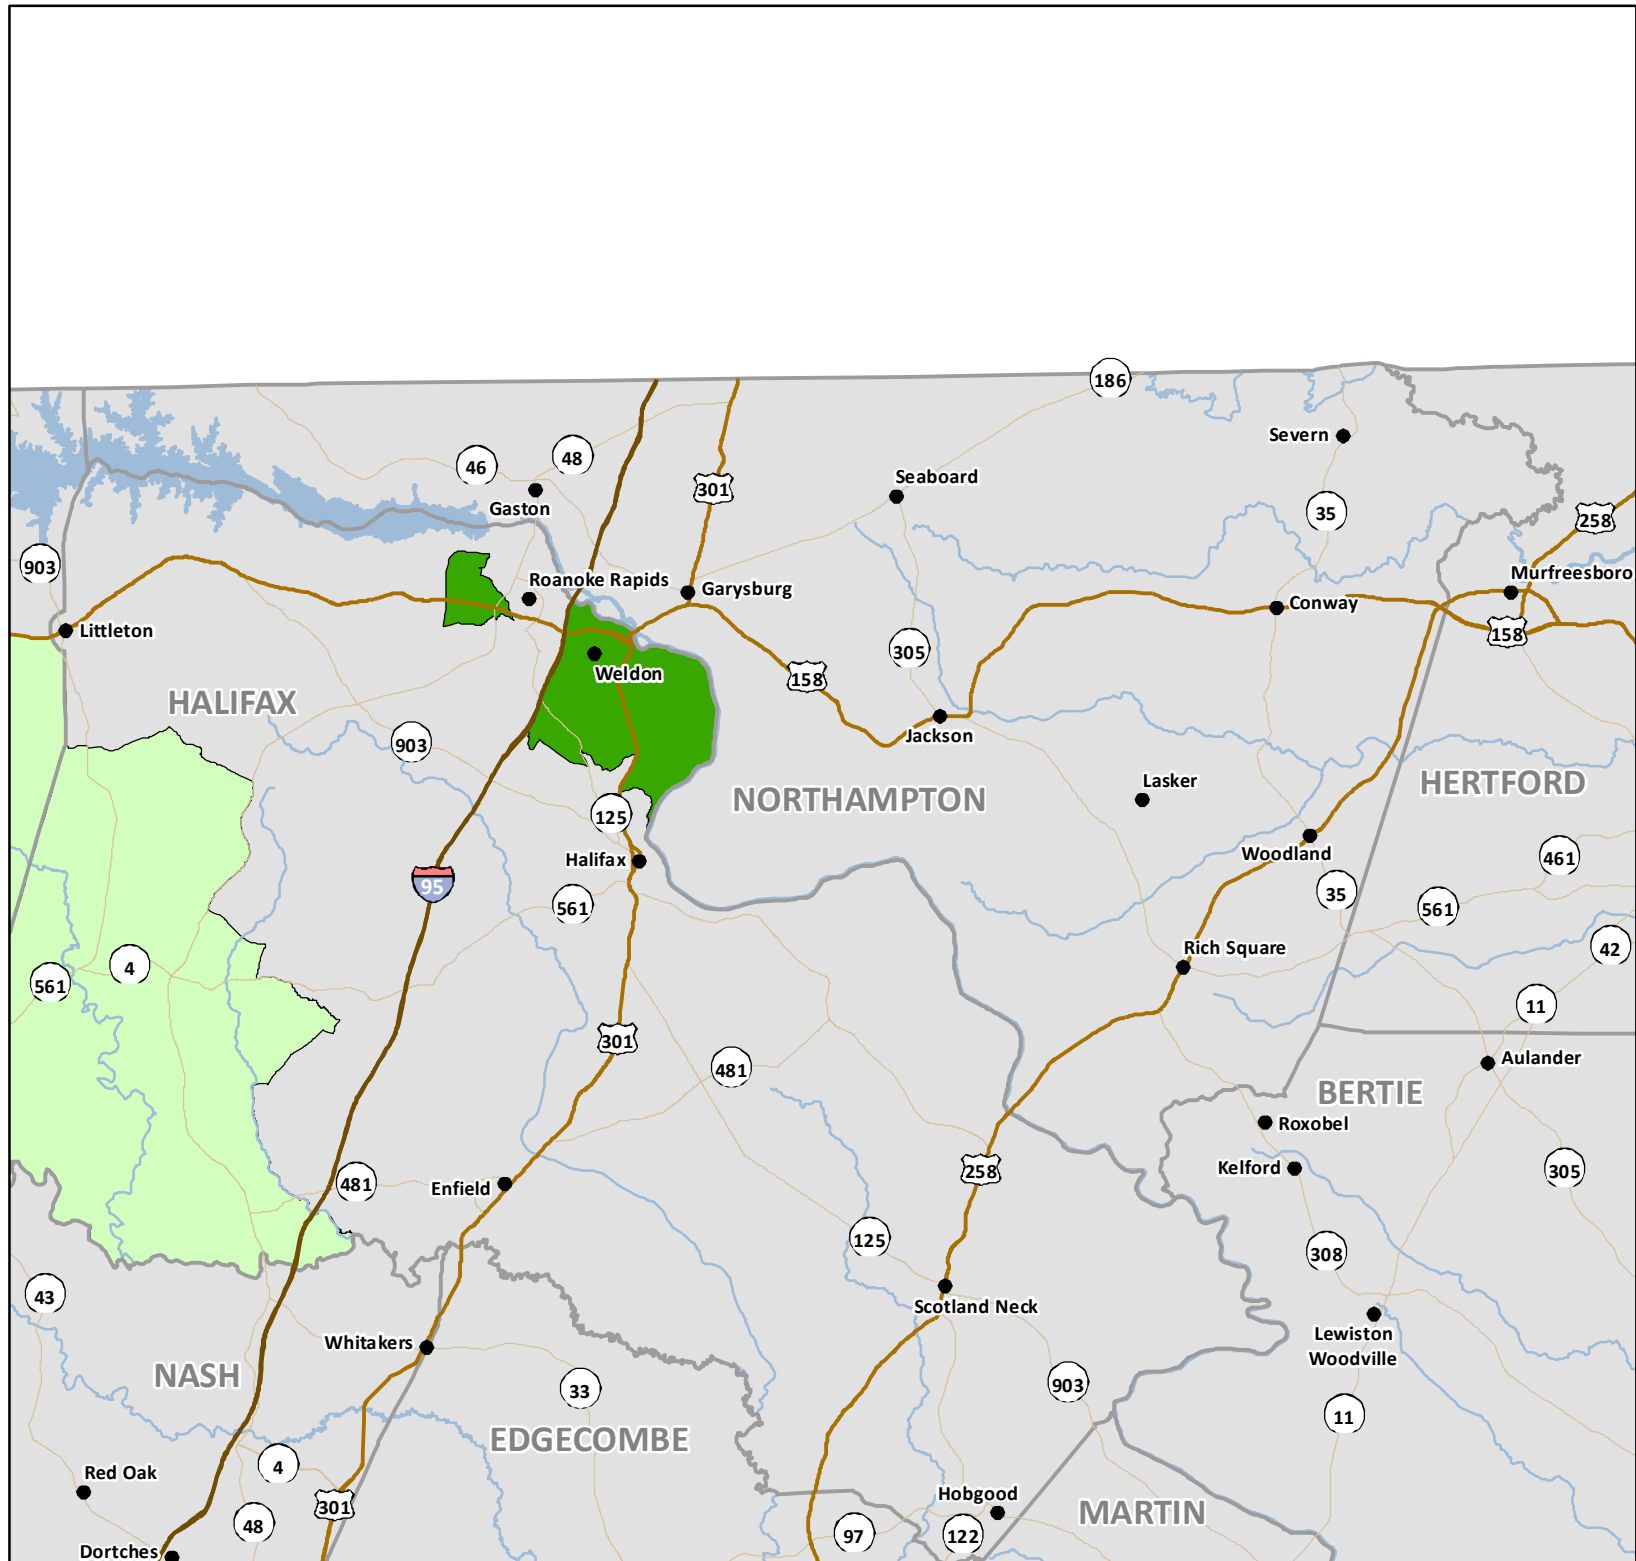 186
Severn
46
48
Seaboard
301
Gaston
35
258
903
Roanoke Rapids
Garysburg
Murfreesboro
Conway
Littleton
158
305
Weldon
158
HALIFAX
903
Jackson
Lasker
HERTFORD
NORTHAMPTON
125
Halifax
Woodland
461
95
35
561
561
Rich Square
42
4
561
11
301
Aulander
481
BERTIE
Roxobel
258
Kelford
305
481
Enfield
125
308
43
Scotland Neck
Whitakers
Lewiston
Woodville
NASH
33
903
11
EDGECOMBE
4
Red Oak
301
Hobgood
MARTIN
48
97
122
Dortches